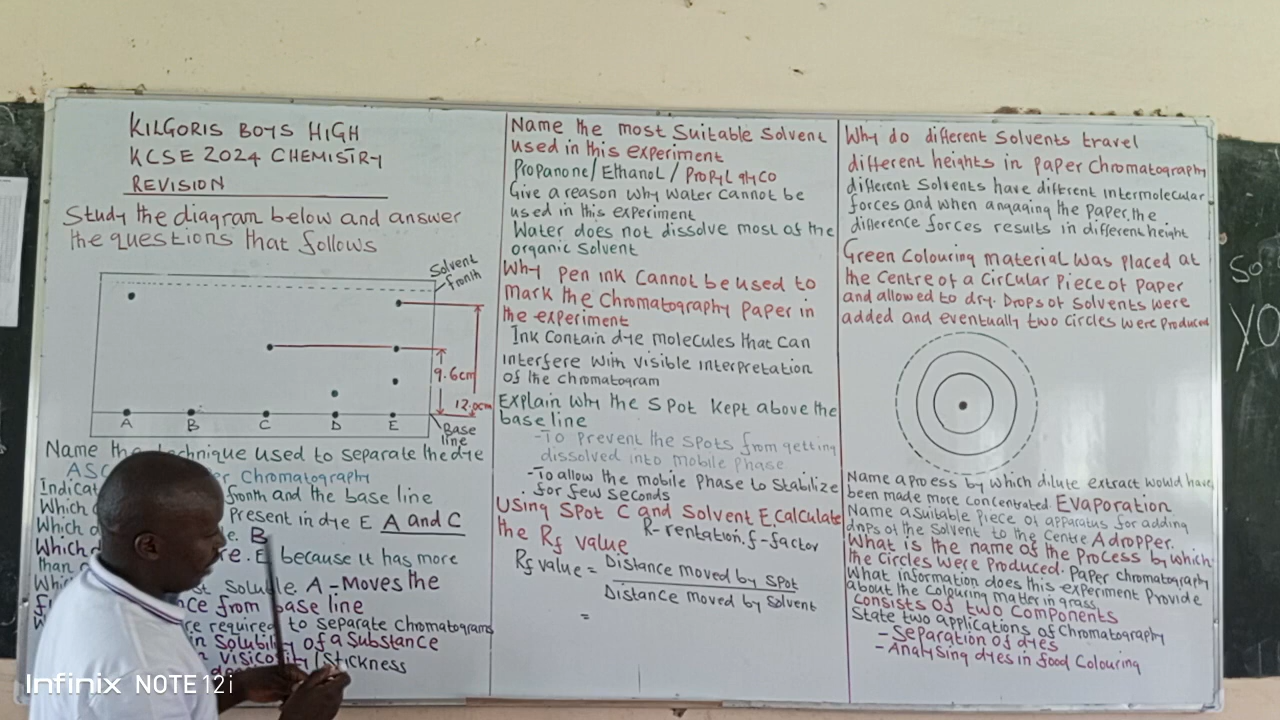 KILGORIS BOYS HIGH
KCSE 2024 CHEMISTRY
REVISION
Study the diagram below and answer
the questions that follows
Solvent
fronth
9.6cm
12.0cm
A B C D E
Base
line
Name the technique used to separate the dye
ASC Chromatography
fronth and the base line
Which present in dye E A and C
Which B
Which E because it has more
than
Soluble A - Moves the
from base line
required to separate chromatograms
in Solubility of a Substance
Viscosity/Stickness
Name the most Suitable Solvent
used in this experiment
Propanone/Ethanol/
Give a reason why water cannot be
used in this experiment
Water does not dissolve most of the
organic solvent
Why pen ink cannot be used to
mark the Chromatography Paper in
the experiment
Ink contain dye molecules that can
interfere with visible interpretation
of the chromatogram
Explain why the Spot kept above the
base line
-To prevent the spots from getting
dissolved into mobile phase
-To allow the mobile phase to stabilize
for few seconds
Using Spot C and Solvent E, Calculate
the Rf value
R-rentation, f-factor
Rf value = Distance moved by spot
Distance moved by solvent
=
Why do different Solvents travel
different heights in paper Chromatography
different Solvents have diffrent intermolecular
forces and when angaging the Paper, the
difference forces results in different height
Green Colouring material was placed at
the Centre of a Circular Piece of Paper
and allowed to dry. Drops of solvents were
added and eventually two Circles were Produced
Name a process by which dilute extract would have
been made more concentrated Evaporation
Name a suitable piece of apparatus for adding
drops of the solvent to the centre A dropper.
What is the name of the Process by which
the Circles were produced. Paper chromatography
What information does this experiment Provide
about the Colouring matter in grass
Consists of two Components
State two applications of Chromatography
- Separation of dyes
- Analysing dyes in food Colouring
So
YO
Infinix NOTE 12i